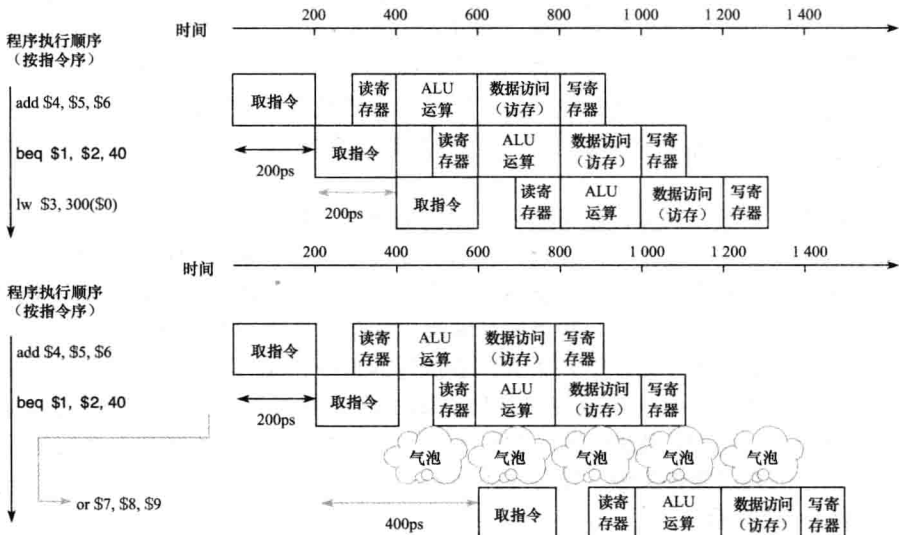 时间
200 400 600 800 1 000 1 200 1 400
程序执行顺序
（按指令序）
add $4, $5, $6
取指令
读寄
存器
ALU
运算
数据访问
（访存）
写寄
存器
beq $1, $2, 40
200ps
取指令
读寄
存器
ALU
运算
数据访问
（访存）
写寄
存器
lw $3, 300($0)
200ps
取指令
读寄
存器
ALU
运算
数据访问
（访存）
写寄
存器
时间
200 400 600 800 1 000 1 200 1 400
程序执行顺序
（按指令序）
add $4, $5, $6
取指令
读寄
存器
ALU
运算
数据访问
（访存）
写寄
存器
beq $1, $2, 40
200ps
取指令
读寄
存器
ALU
运算
数据访问
（访存）
写寄
存器
气泡 气泡 气泡 气泡 气泡
or $7, $8, $9
400ps
取指令
读寄
存器
ALU
运算
数据访问
（访存）
写寄
存器